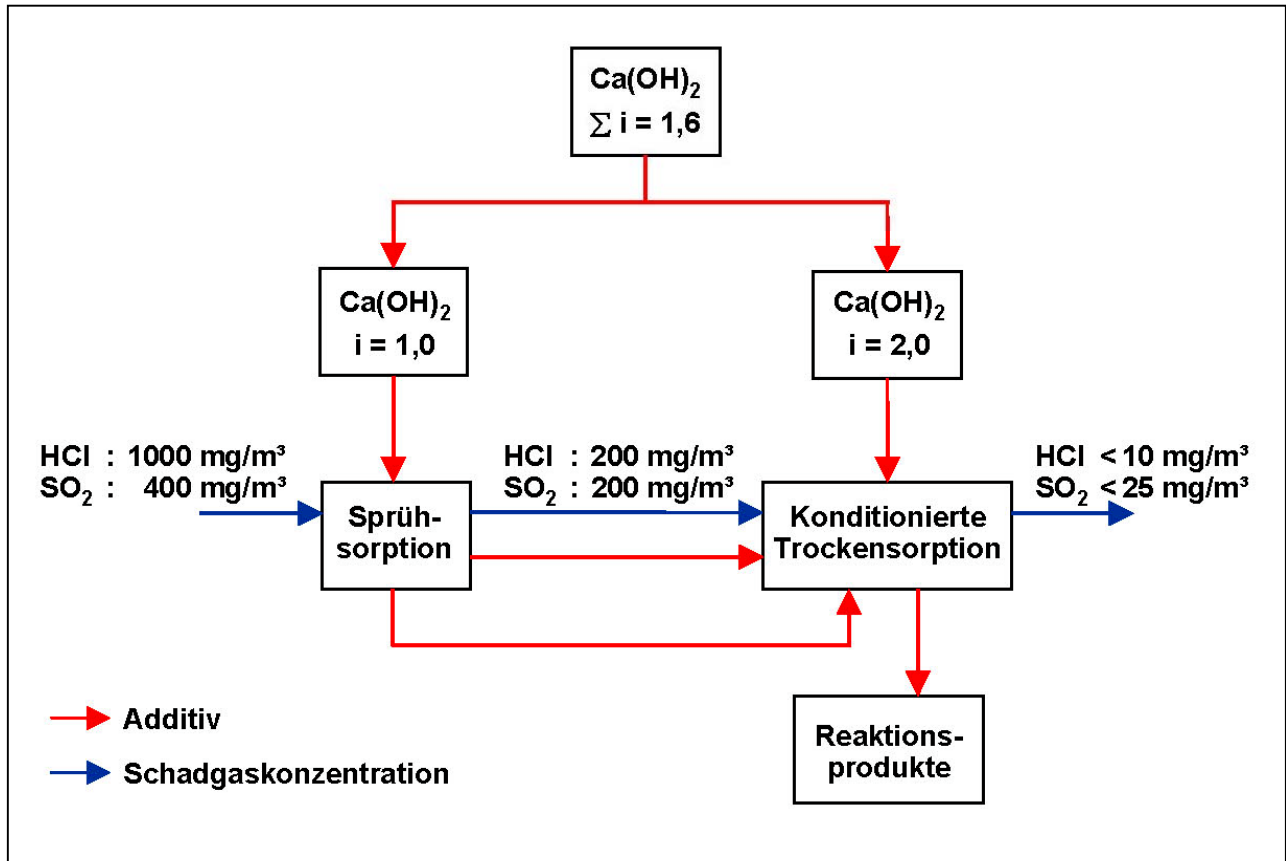 Ca(OH)₂
∑ i = 1,6
Ca(OH)₂
i = 1,0
Ca(OH)₂
i = 2,0
HCl : 1000 mg/m³
SO₂ : 400 mg/m³
HCl : 200 mg/m³
SO₂ : 200 mg/m³
HCl < 10 mg/m³
SO₂ < 25 mg/m³
Sprüh-
sorption
Konditionierte
Trockensorption
Additiv
Schadgaskonzentration
Reaktions-
produkte